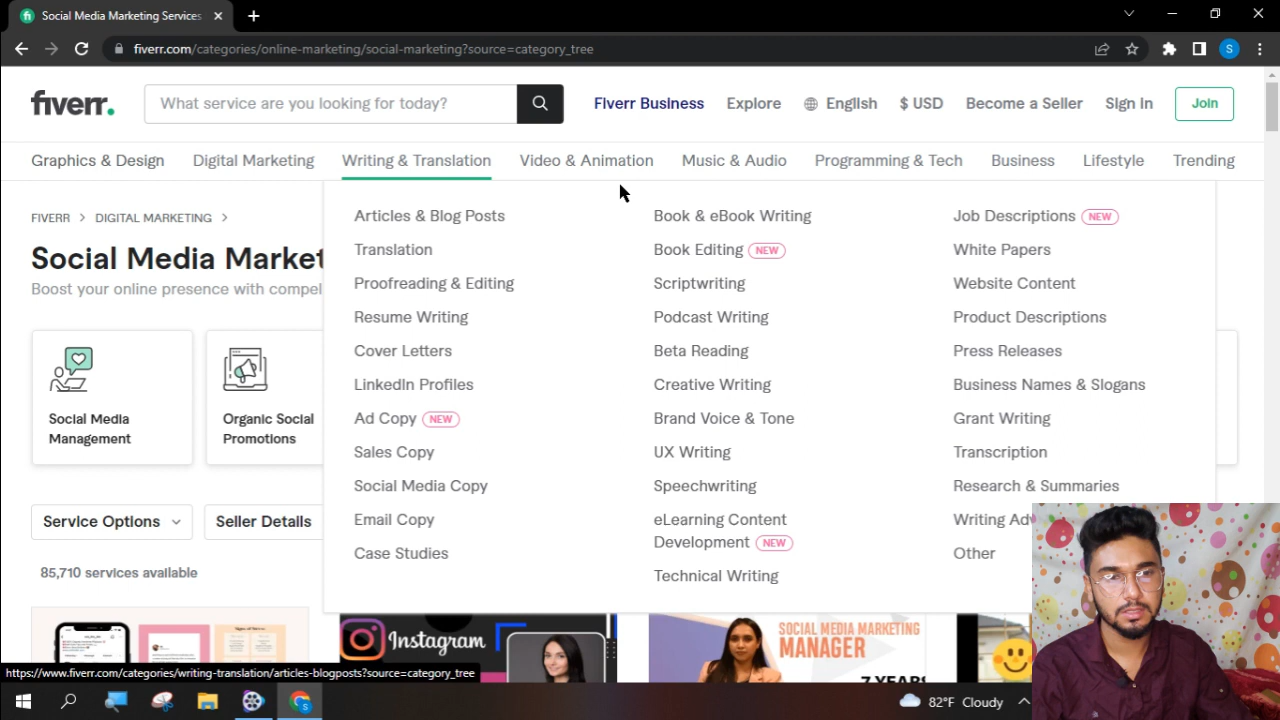 Social Media Marketing Services
fiverr.com/categories/online-marketing/social-marketing?source=category_tree
S
fiverr.
What service are you looking for today?
Fiverr Business
Explore
English
$ USD
Become a Seller
Sign In
Join
Graphics & Design
Digital Marketing
Writing & Translation
Video & Animation
Music & Audio
Programming & Tech
Business
Lifestyle
Trending
FIVERR > DIGITAL MARKETING >
Social Media Market
Boost your online presence with compel
Social Media
Management
Organic Social
Promotions
Service Options
Seller Details
85,710 services available
Articles & Blog Posts
Translation
Proofreading & Editing
Resume Writing
Cover Letters
LinkedIn Profiles
Ad Copy NEW
Sales Copy
Social Media Copy
Email Copy
Case Studies
Book & eBook Writing
Book Editing NEW
Scriptwriting
Podcast Writing
Beta Reading
Creative Writing
Brand Voice & Tone
UX Writing
Speechwriting
eLearning Content
Development NEW
Technical Writing
Job Descriptions NEW
White Papers
Website Content
Product Descriptions
Press Releases
Business Names & Slogans
Grant Writing
Transcription
Research & Summaries
Writing Adv
Other
Instagram
SOCIAL MEDIA MARKETING
MANAGER
7 YEARS
https://www.fiverr.com/categories/writing-translation/articles-blogposts?source=category_tree
82°F Cloudy